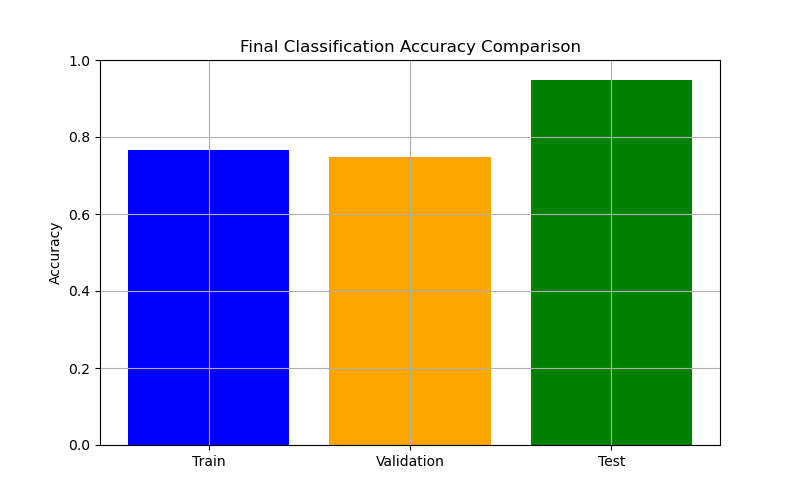 Final Classification Accuracy Comparison
1.0
0.8
0.6
0.4
0.2
0.0
Accuracy
Train
Validation
Test